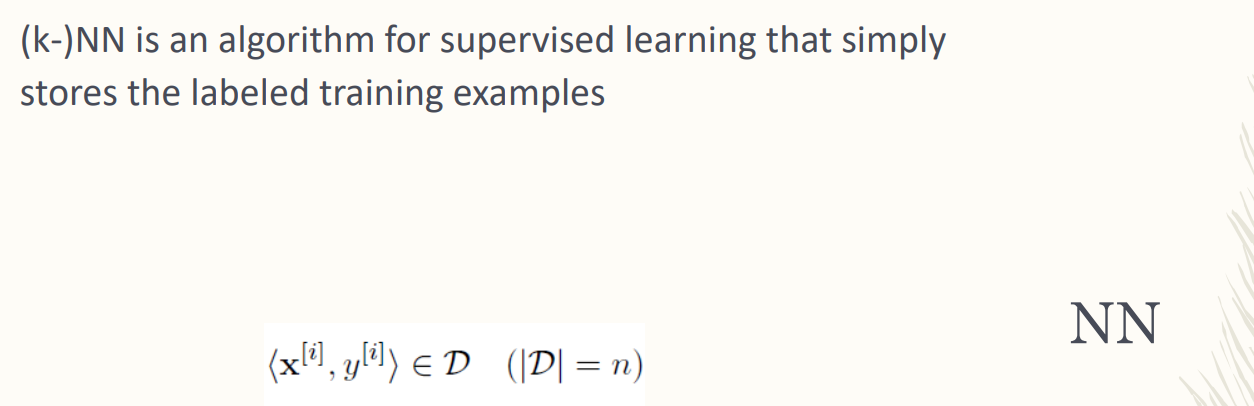 (k-)NN is an algorithm for supervised learning that simply
stores the labeled training examples
NN
⟨x^[i], y^[i]⟩ ∈ 𝒟 (|𝒟| = n)